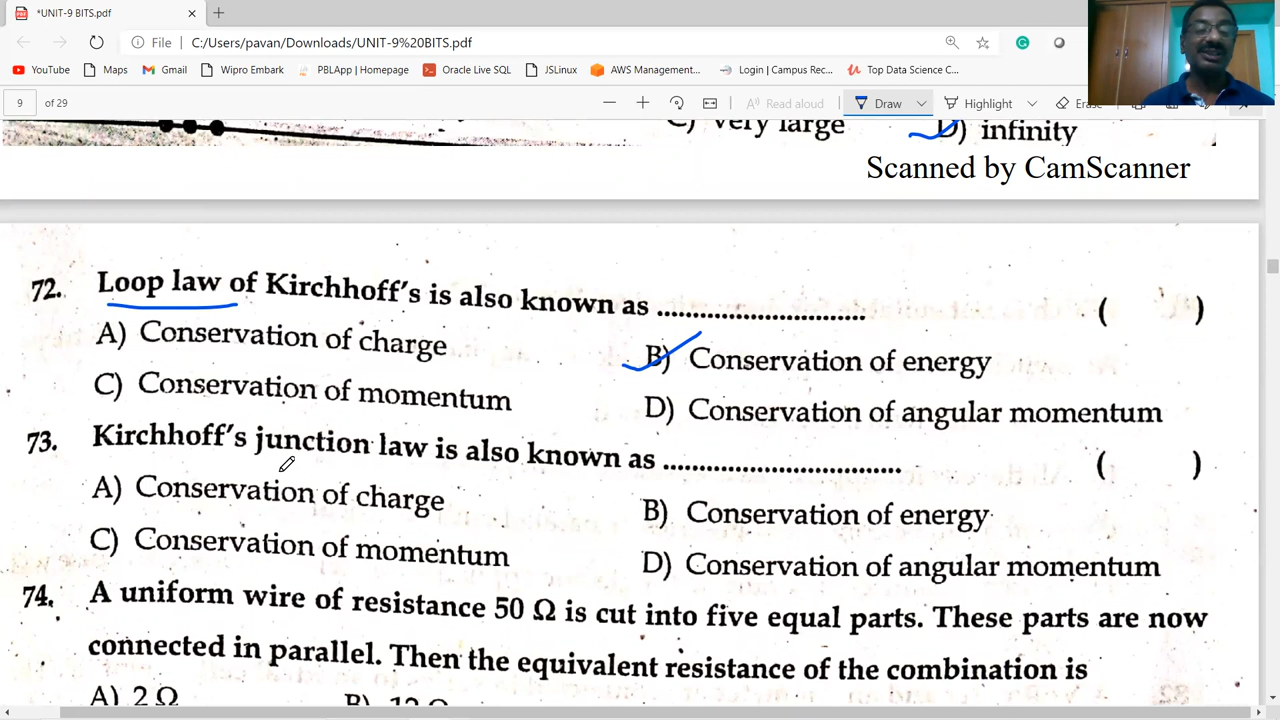 *UNIT-9 BITS.pdf
File C:/Users/pavan/Downloads/UNIT-9%20BITS.pdf
YouTube Maps Gmail Wipro Embark PBLApp | Homepage Oracle Live SQL JSLinux AWS Management... Login | Campus Rec... Top Data Science C...
9 of 29 Read aloud Draw Highlight Erase
C) very large D) infinity
Scanned by CamScanner
72. Loop law of Kirchhoff's is also known as ............................. ( )
A) Conservation of charge B) Conservation of energy
C) Conservation of momentum D) Conservation of angular momentum
73. Kirchhoff's junction law is also known as ................................. ( )
A) Conservation of charge B) Conservation of energy
C) Conservation of momentum D) Conservation of angular momentum
74. A uniform wire of resistance 50 Ω is cut into five equal parts. These parts are now
connected in parallel. Then the equivalent resistance of the combination is
A) 2 Ω B) 12 Ω